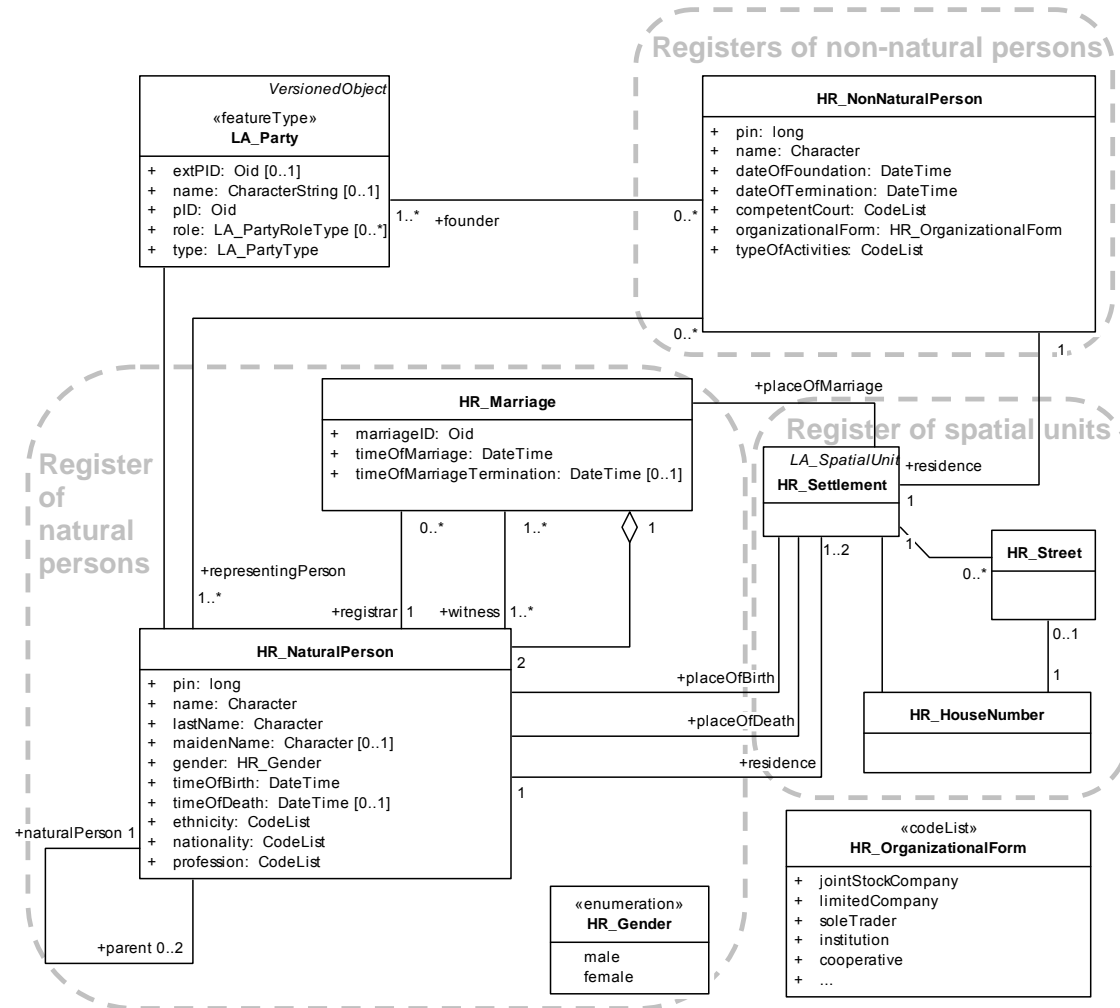 Registers of non-natural persons
VersionedObject
«featureType»
LA_Party
+ extPID: Oid [0..1]
+ name: CharacterString [0..1]
+ pID: Oid
+ role: LA_PartyRoleType [0..*]
+ type: LA_PartyType
HR_NonNaturalPerson
+ pin: long
+ name: Character
+ dateOfFoundation: DateTime
+ dateOfTermination: DateTime
+ competentCourt: CodeList
+ organizationalForm: HR_OrganizationalForm
+ typeOfActivities: CodeList
1..*
+founder
0..*
0..*
1
+placeOfMarriage
HR_Marriage
+ marriageID: Oid
+ timeOfMarriage: DateTime
+ timeOfMarriageTermination: DateTime [0..1]
Register
of
natural
persons
Register of spatial units
LA_SpatialUnit
HR_Settlement
+residence
1
0..*
1..*
1
1..2
1
HR_Street
0..*
+representingPerson
1..*
+registrar
1
+witness
1..*
0..1
1
HR_NaturalPerson
+ pin: long
+ name: Character
+ lastName: Character
+ maidenName: Character [0..1]
+ gender: HR_Gender
+ timeOfBirth: DateTime
+ timeOfDeath: DateTime [0..1]
+ ethnicity: CodeList
+ nationality: CodeList
+ profession: CodeList
2
+placeOfBirth
+placeOfDeath
+residence
1
HR_HouseNumber
+naturalPerson 1
+parent 0..2
«enumeration»
HR_Gender
male
female
«codeList»
HR_OrganizationalForm
+ jointStockCompany
+ limitedCompany
+ soleTrader
+ institution
+ cooperative
+ ...